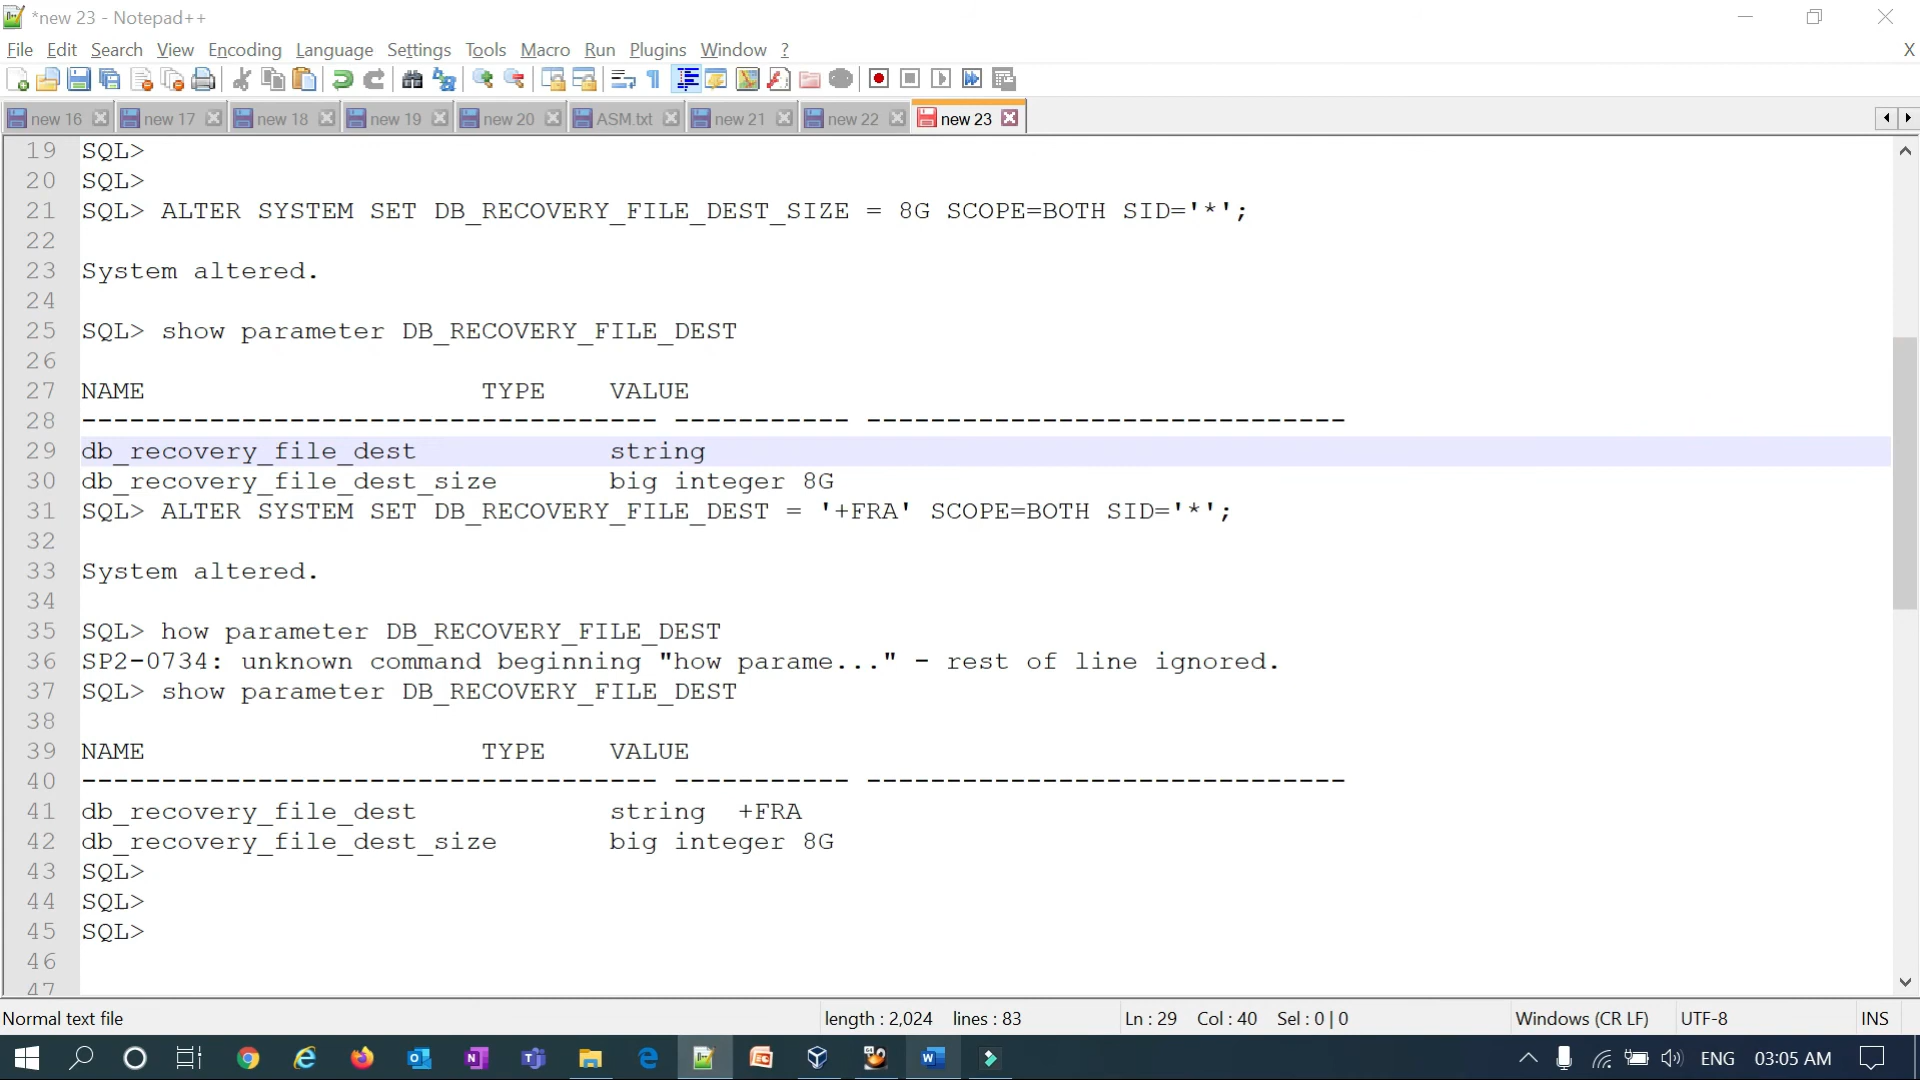 *new 23 - Notepad++
File Edit Search View Encoding Language Settings Tools Macro Run Plugins Window ? X
new 16 new 17 new 18 new 19 new 20 ASM.txt new 21 new 22 new 23
19 SQL>
20 SQL>
21 SQL> ALTER SYSTEM SET DB_RECOVERY_FILE_DEST_SIZE = 8G SCOPE=BOTH SID='*';
22
23 System altered.
24
25 SQL> show parameter DB_RECOVERY_FILE_DEST
26
27 NAME TYPE VALUE
28 ------------------------------------ ----------- ------------------------------
29 db_recovery_file_dest string
30 db_recovery_file_dest_size big integer 8G
31 SQL> ALTER SYSTEM SET DB_RECOVERY_FILE_DEST = '+FRA' SCOPE=BOTH SID='*';
32
33 System altered.
34
35 SQL> how parameter DB_RECOVERY_FILE_DEST
36 SP2-0734: unknown command beginning "how parame..." - rest of line ignored.
37 SQL> show parameter DB_RECOVERY_FILE_DEST
38
39 NAME TYPE VALUE
40 ------------------------------------ ----------- ------------------------------
41 db_recovery_file_dest string +FRA
42 db_recovery_file_dest_size big integer 8G
43 SQL>
44 SQL>
45 SQL>
46
47
Normal text file length : 2,024 lines : 83 Ln : 29 Col : 40 Sel : 0 | 0 Windows (CR LF) UTF-8 INS
ENG 03:05 AM